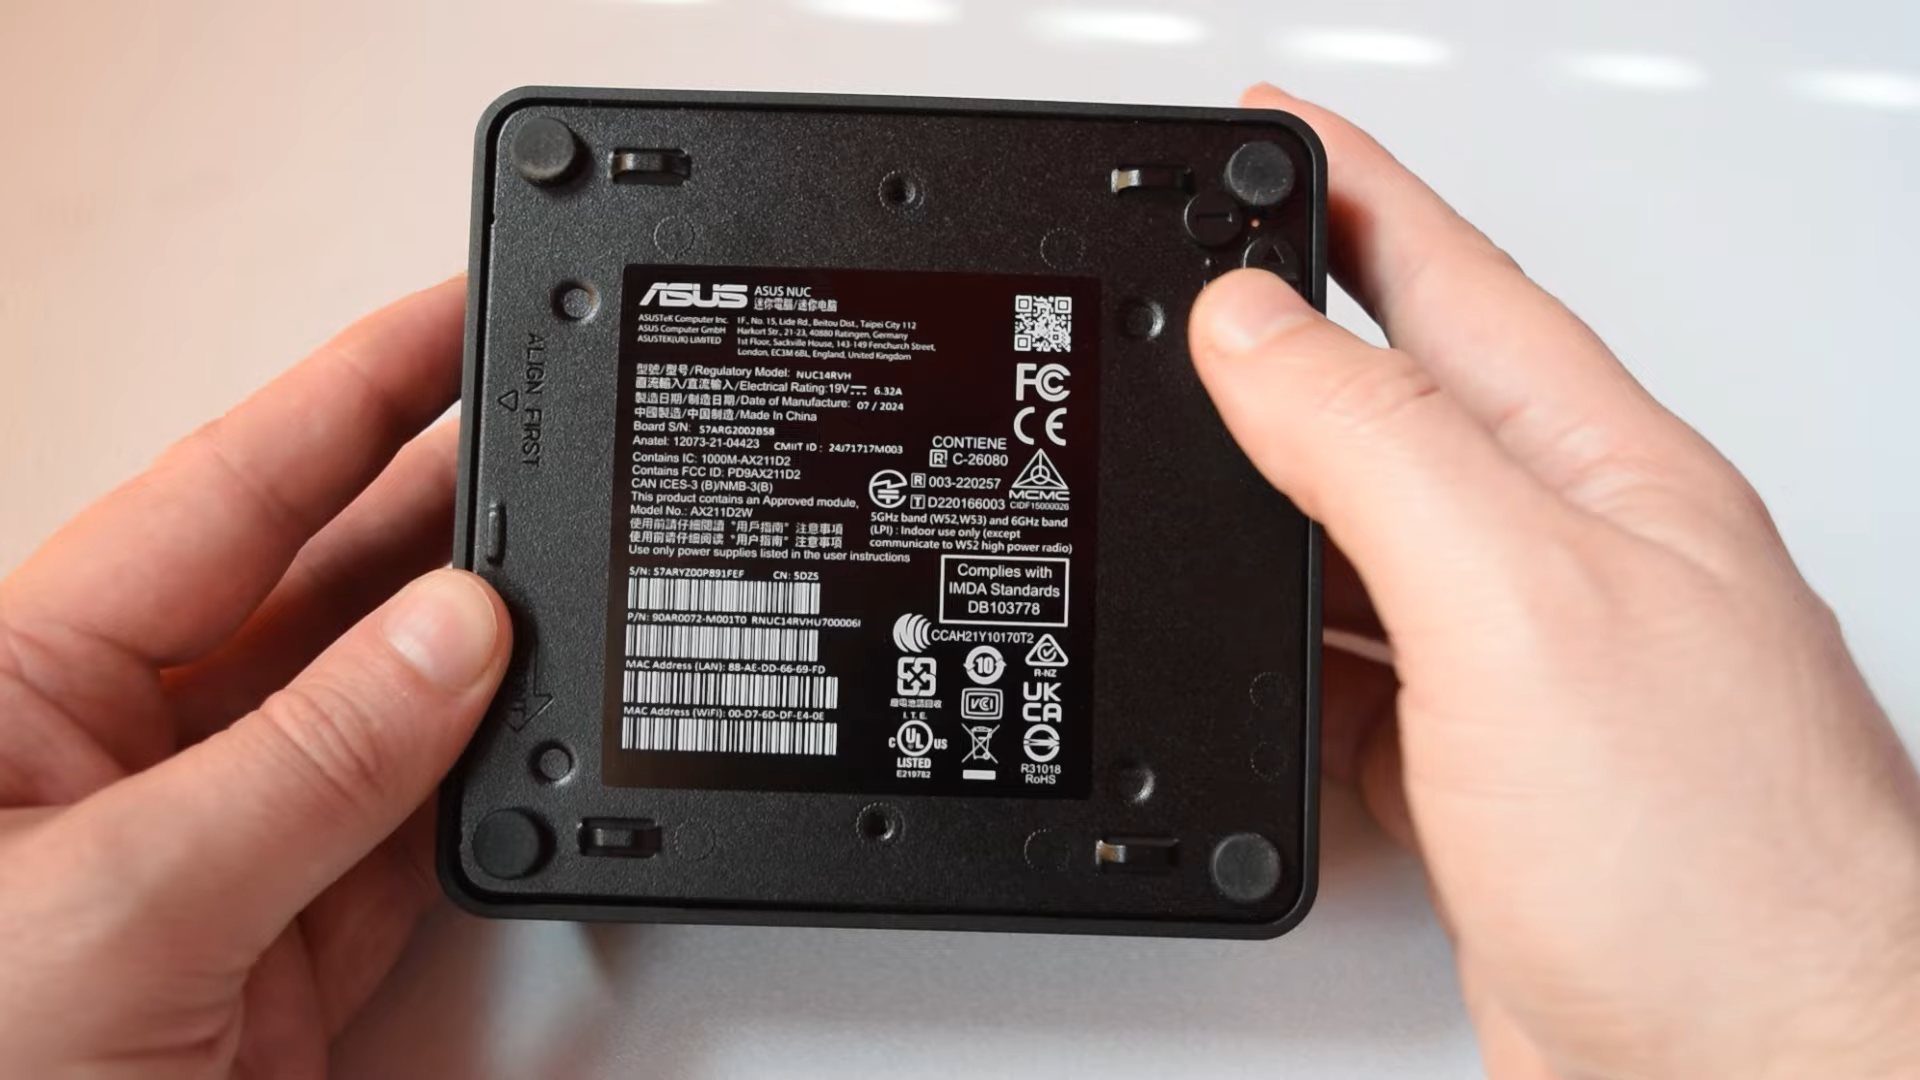 ASUS ASUS NUC
迷你電腦/迷你电脑
ASUSTeK Computer Inc. 1F., No. 15, Lide Rd., Beitou Dist., Taipei City 112
ASUS Computer GmbH Harkort Str., 21-23, 40880 Ratingen, Germany
ASUSTEK(UK) LIMITED 1st Floor, Sackville House, 143-149 Fenchurch Street,
London, EC3M 6BL, England, United Kingdom
型號/型号/Regulatory Model: NUC14RVH
直流輸入/直流输入/Electrical Rating:19V 6.32A
製造日期/制造日期/Date of Manufacture: 07 / 2024
中國製造/中国制造/Made In China
Board S/N: S7ARG2002B58
Anatel: 12073-21-04423 CMIIT ID : 24J71717M003
Contains IC: 1000M-AX211D2
Contains FCC ID: PD9AX211D2
CAN ICES-3 (B)/NMB-3(B)
This product contains an Approved module,
Model No.: AX211D2W
使用前請仔細閱讀 "用戶指南" 注意事項
使用前请仔细阅读 "用户指南" 注意事项
Use only power supplies listed in the user instructions
S/N: S7ARYZ00P891FEF CN: 5DZS
P/N: 90AR0072-M001T0 RNUC14RVHU700006I
MAC Address (LAN): 88-AE-DD-66-69-FD
MAC Address (WiFi): 00-D7-6D-DF-E4-0E
FC
CE
CONTIENE
R C-26080
R 003-220257
T D220166003
MCMC
CIDF15000026
5GHz band (W52,W53) and 6GHz band
(LPI) : Indoor use only (except
communicate to W52 high power radio)
Complies with
IMDA Standards
DB103778
CCAH21Y10170T2
10
R-NZ
廢電池請回收
VCI
UK
CA
I.T.E.
c UL US
LISTED
E219782
R31018
RoHS
ALIGN FIRST